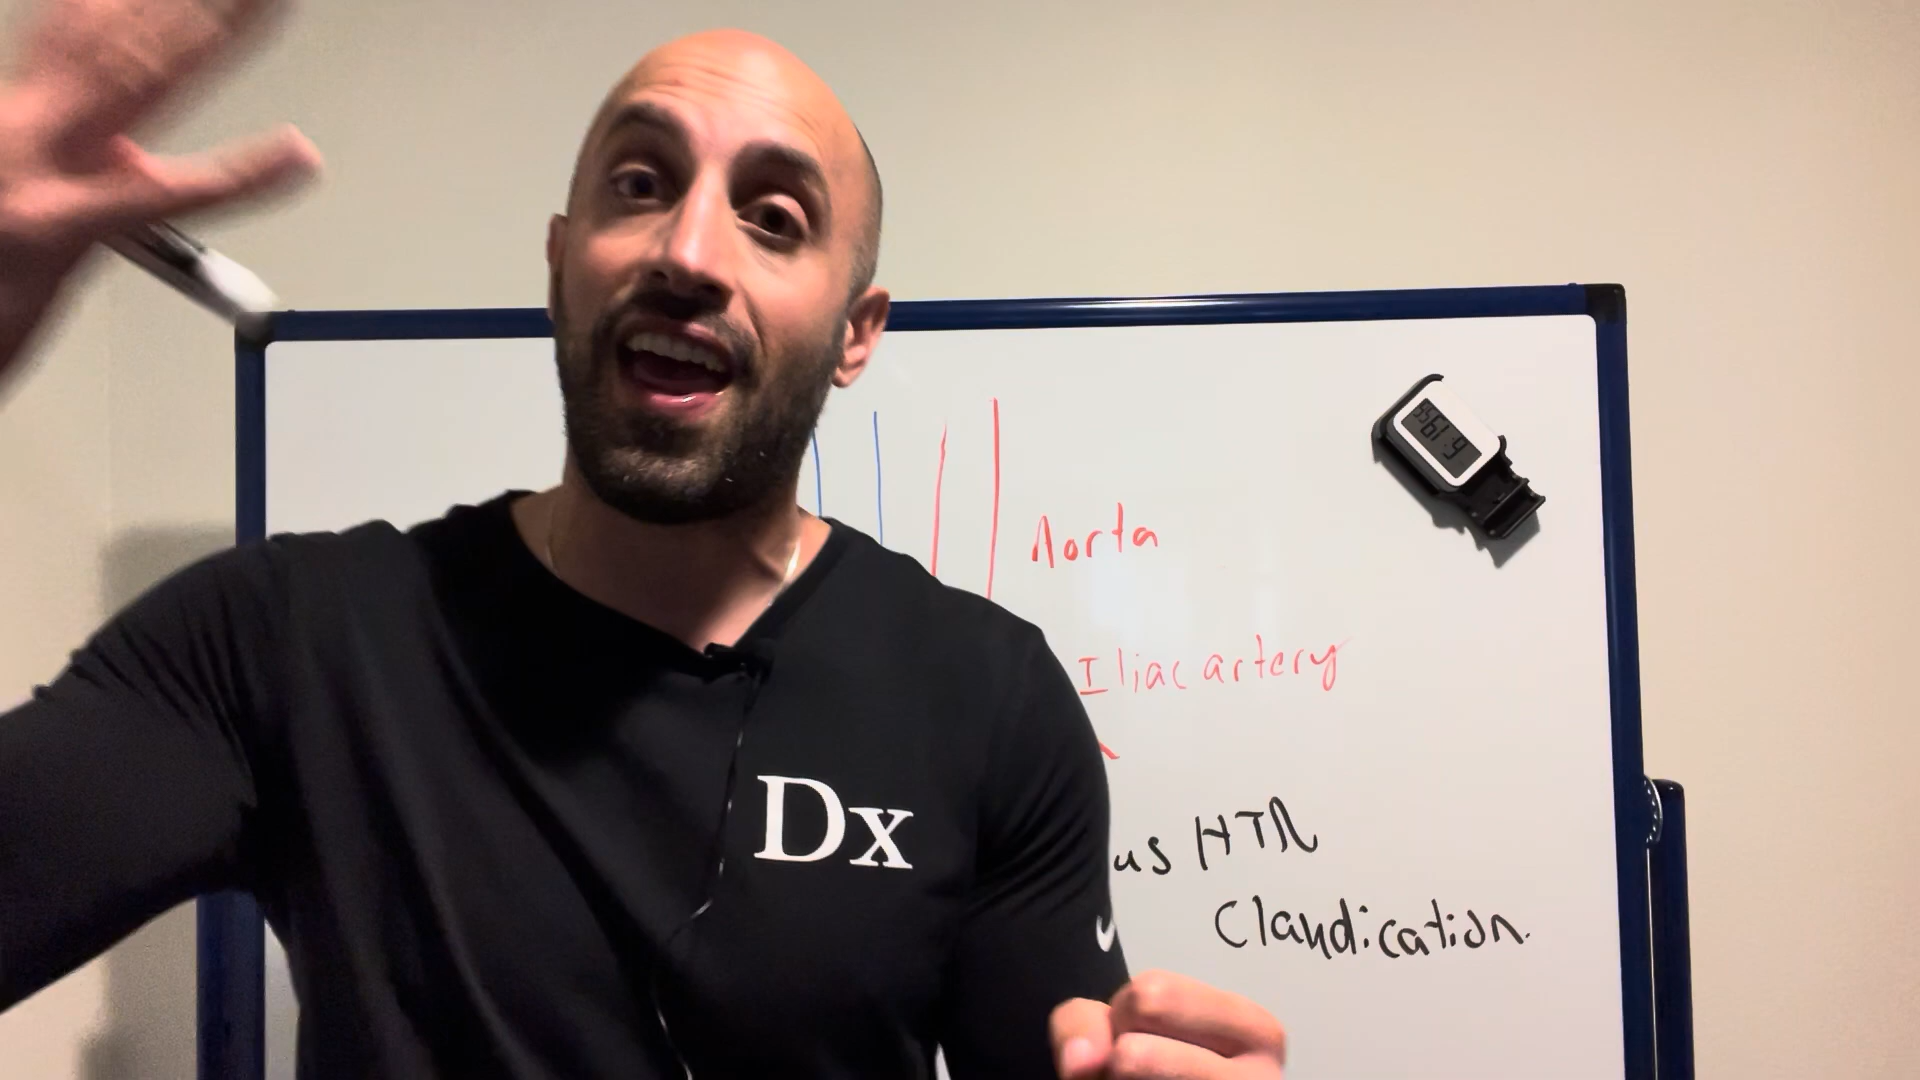 Aorta
Iliac artery
us HTN
Claudication.
Dx